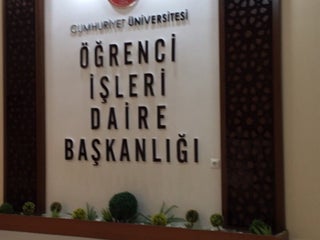 CUMHURİYET ÜNİVERSİTESİ
ÖĞRENCİ
İŞLERİ
DAİRE
BAŞKANLIĞI